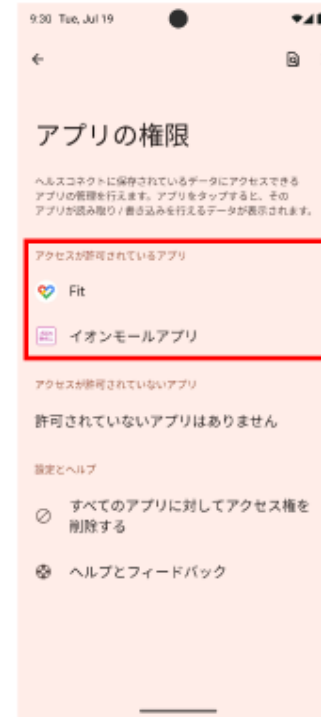 9:30 Tue, Jul 19
アプリの権限
ヘルスコネクトに保存されているデータにアクセスできる
アプリの管理を行えます。アプリをタップすると、その
アプリが読み取り / 書き込みを行えるデータが表示されます。
アクセスが許可されているアプリ
Fit
イオンモールアプリ
アクセスが許可されていないアプリ
許可されていないアプリはありません
設定とヘルプ
すべてのアプリに対してアクセス権を
削除する
ヘルプとフィードバック